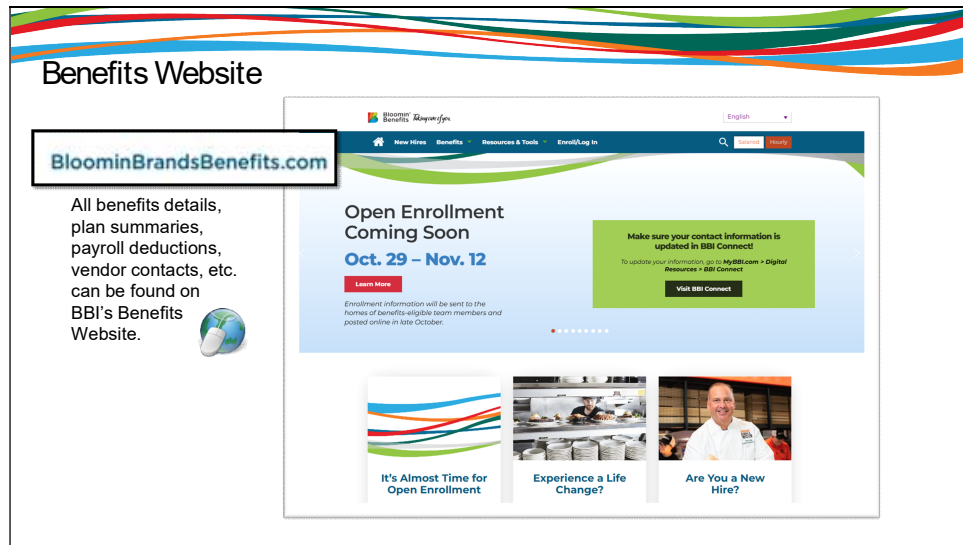 Benefits Website
BloominBrandsBenefits.com
All benefits details,
plan summaries,
payroll deductions,
vendor contacts, etc.
can be found on
BBI's Benefits
Website.
Bloomin'
Benefits Taking care of you.
English
New Hires Benefits Resources & Tools Enroll/Log In
Salaried Hourly
Open Enrollment
Coming Soon
Oct. 29 – Nov. 12
Learn More
Enrollment information will be sent to the
homes of benefits-eligible team members and
posted online in late October.
Make sure your contact information is
updated in BBI Connect!
To update your information, go to MyBBI.com > Digital
Resources > BBI Connect
Visit BBI Connect
It's Almost Time for
Open Enrollment
Experience a Life
Change?
Are You a New
Hire?